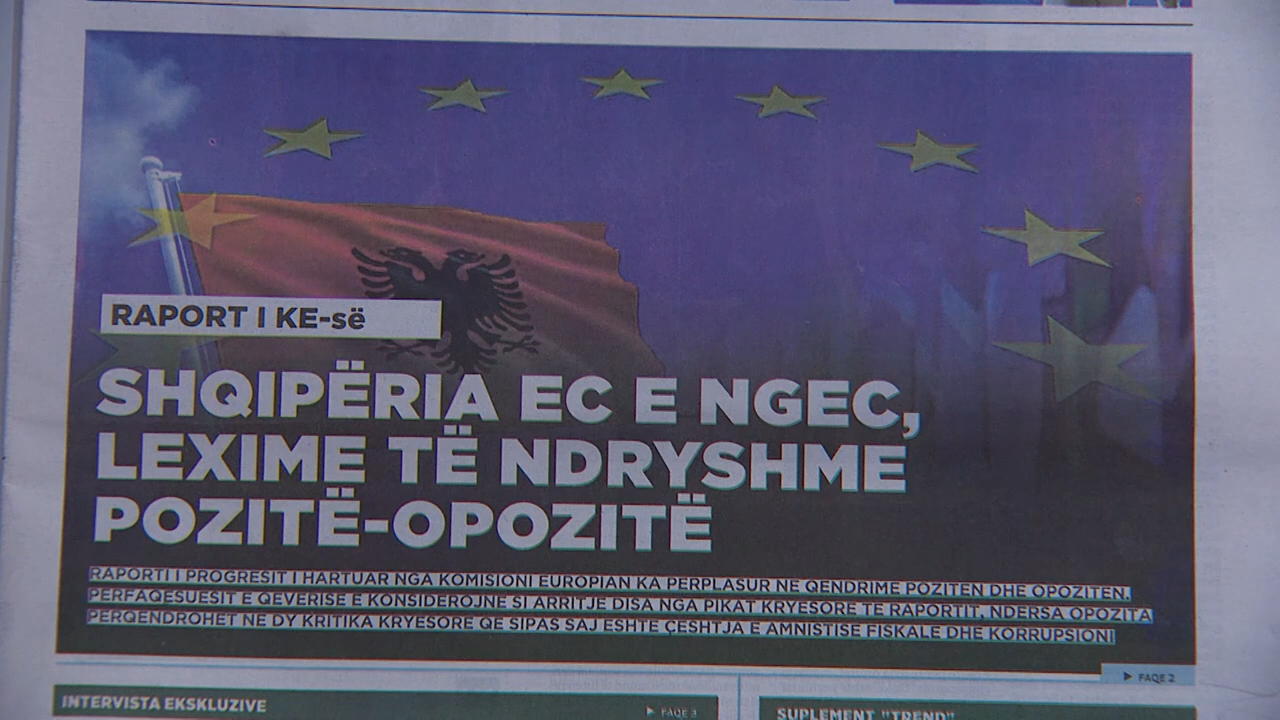 RAPORT I KE-së
SHQIPËRIA EC E NGEC,
LEXIME TË NDRYSHME
POZITË-OPOZITË
RAPORTI I PROGRESIT I HARTUAR NGA KOMISIONI EUROPIAN KA PERPLASUR NE QENDRIME POZITEN DHE OPOZITEN.
PERFAQESUESIT E QEVERISE E KONSIDEROJNE SI ARRITJE DISA NGA PIKAT KRYESORE TE RAPORTIT, NDERSA OPOZITA
PERQENDROHET NE DY KRITIKA KRYESORE QE SIPAS SAJ ESHTE ÇESHTJA E AMNISTISE FISKALE DHE KORRUPSIONI
FAQE 2
INTERVISTA EKSKLUZIVE
FAQE 3
SUPLEMENT "TREND"